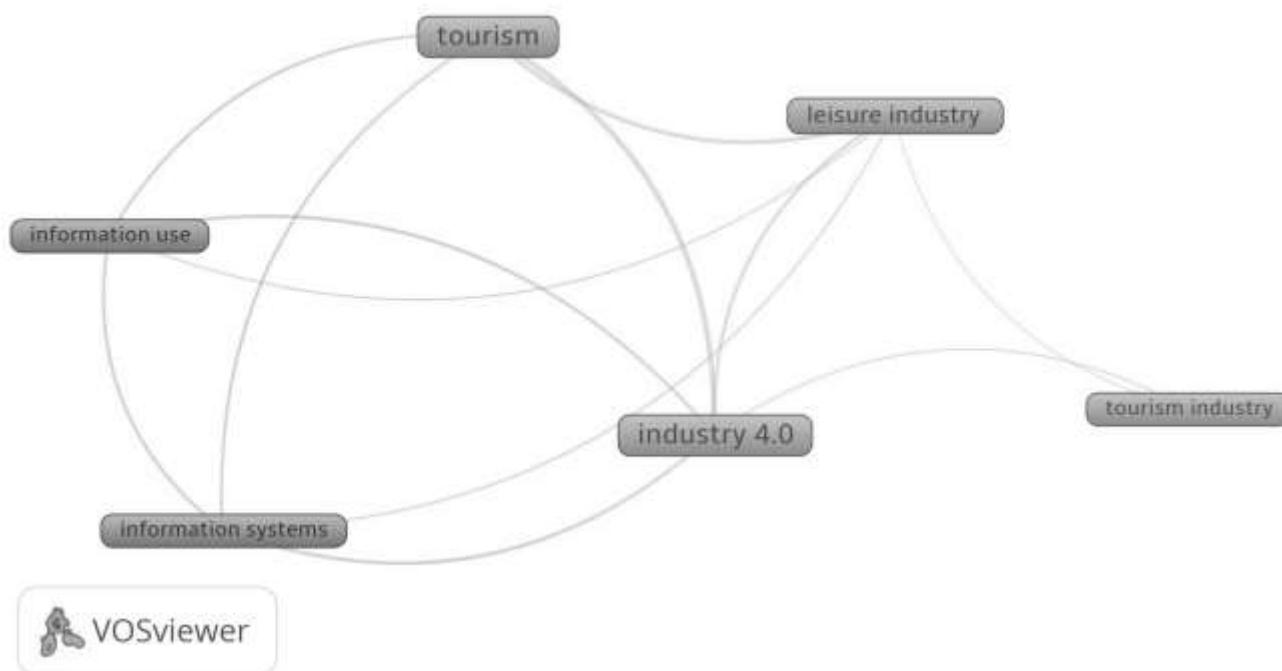 tourism
leisure industry
information use
tourism industry
industry 4.0
information systems
VOSviewer